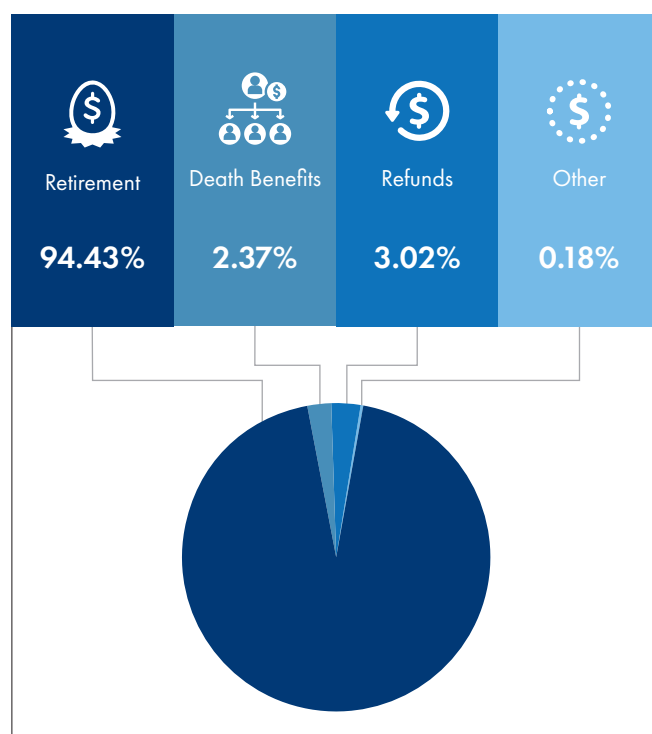 Retirement
94.43%
Death Benefits
2.37%
Refunds
3.02%
Other
0.18%